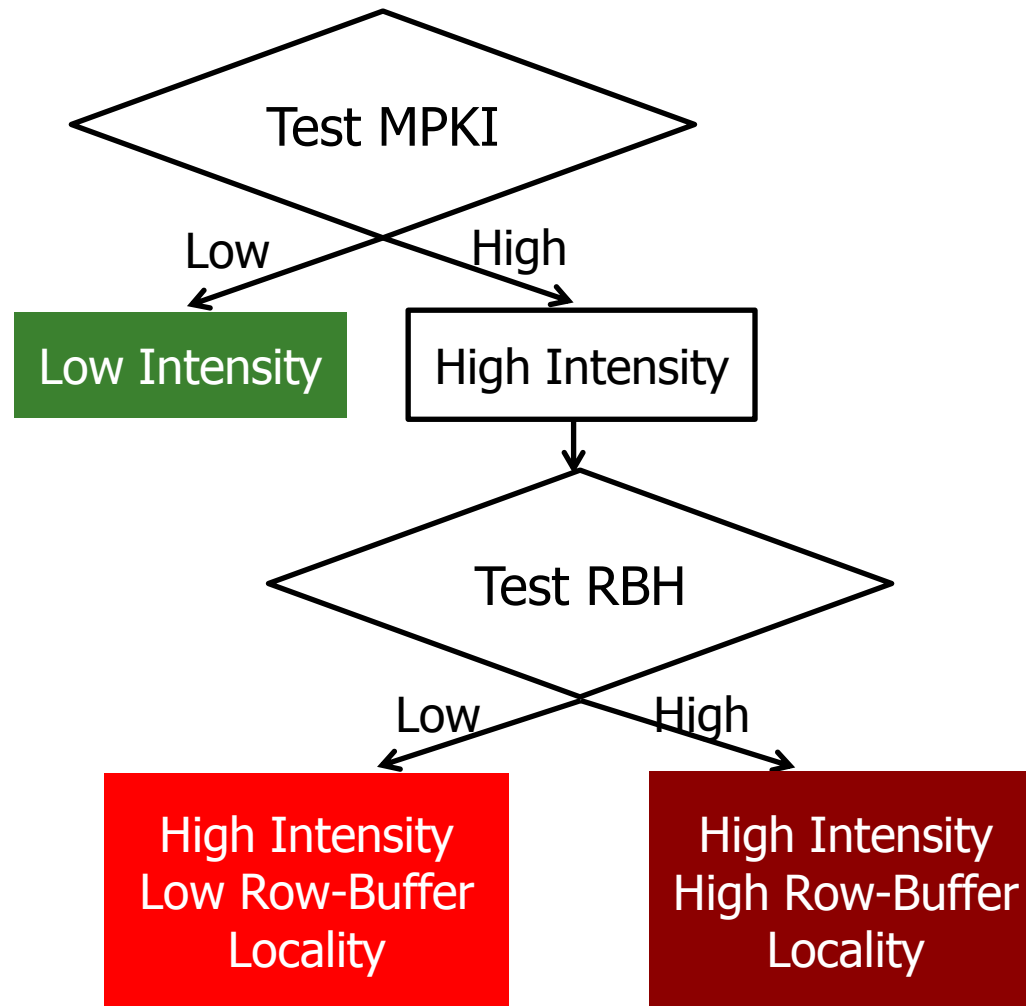 Test MPKI
Low
High
Low Intensity
High Intensity
Test RBH
Low
High
High Intensity
Low Row-Buffer
Locality
High Intensity
High Row-Buffer
Locality